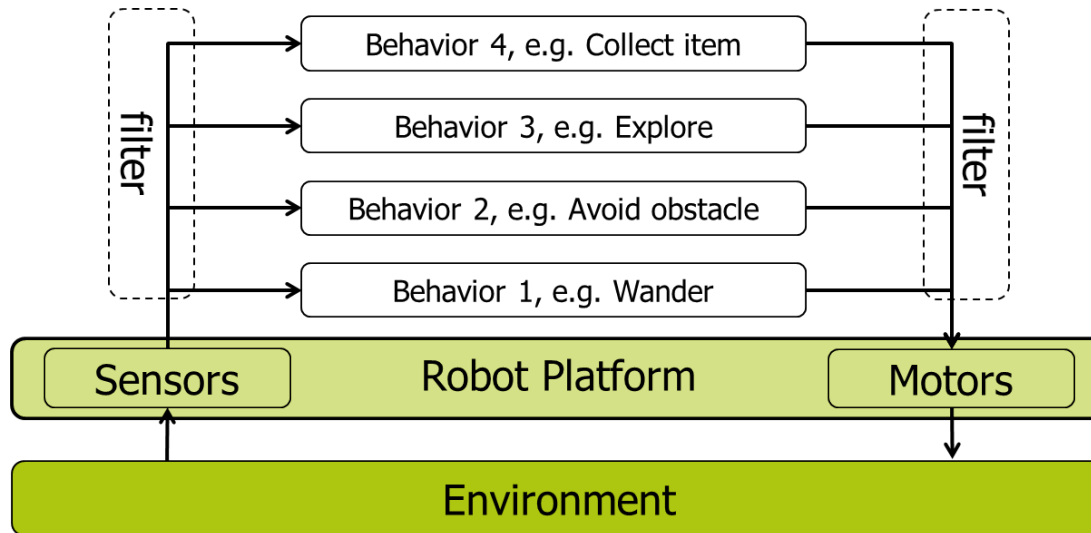 Behavior 4, e.g. Collect item
Behavior 3, e.g. Explore
Behavior 2, e.g. Avoid obstacle
Behavior 1, e.g. Wander
filter
filter
Sensors
Robot Platform
Motors
Environment